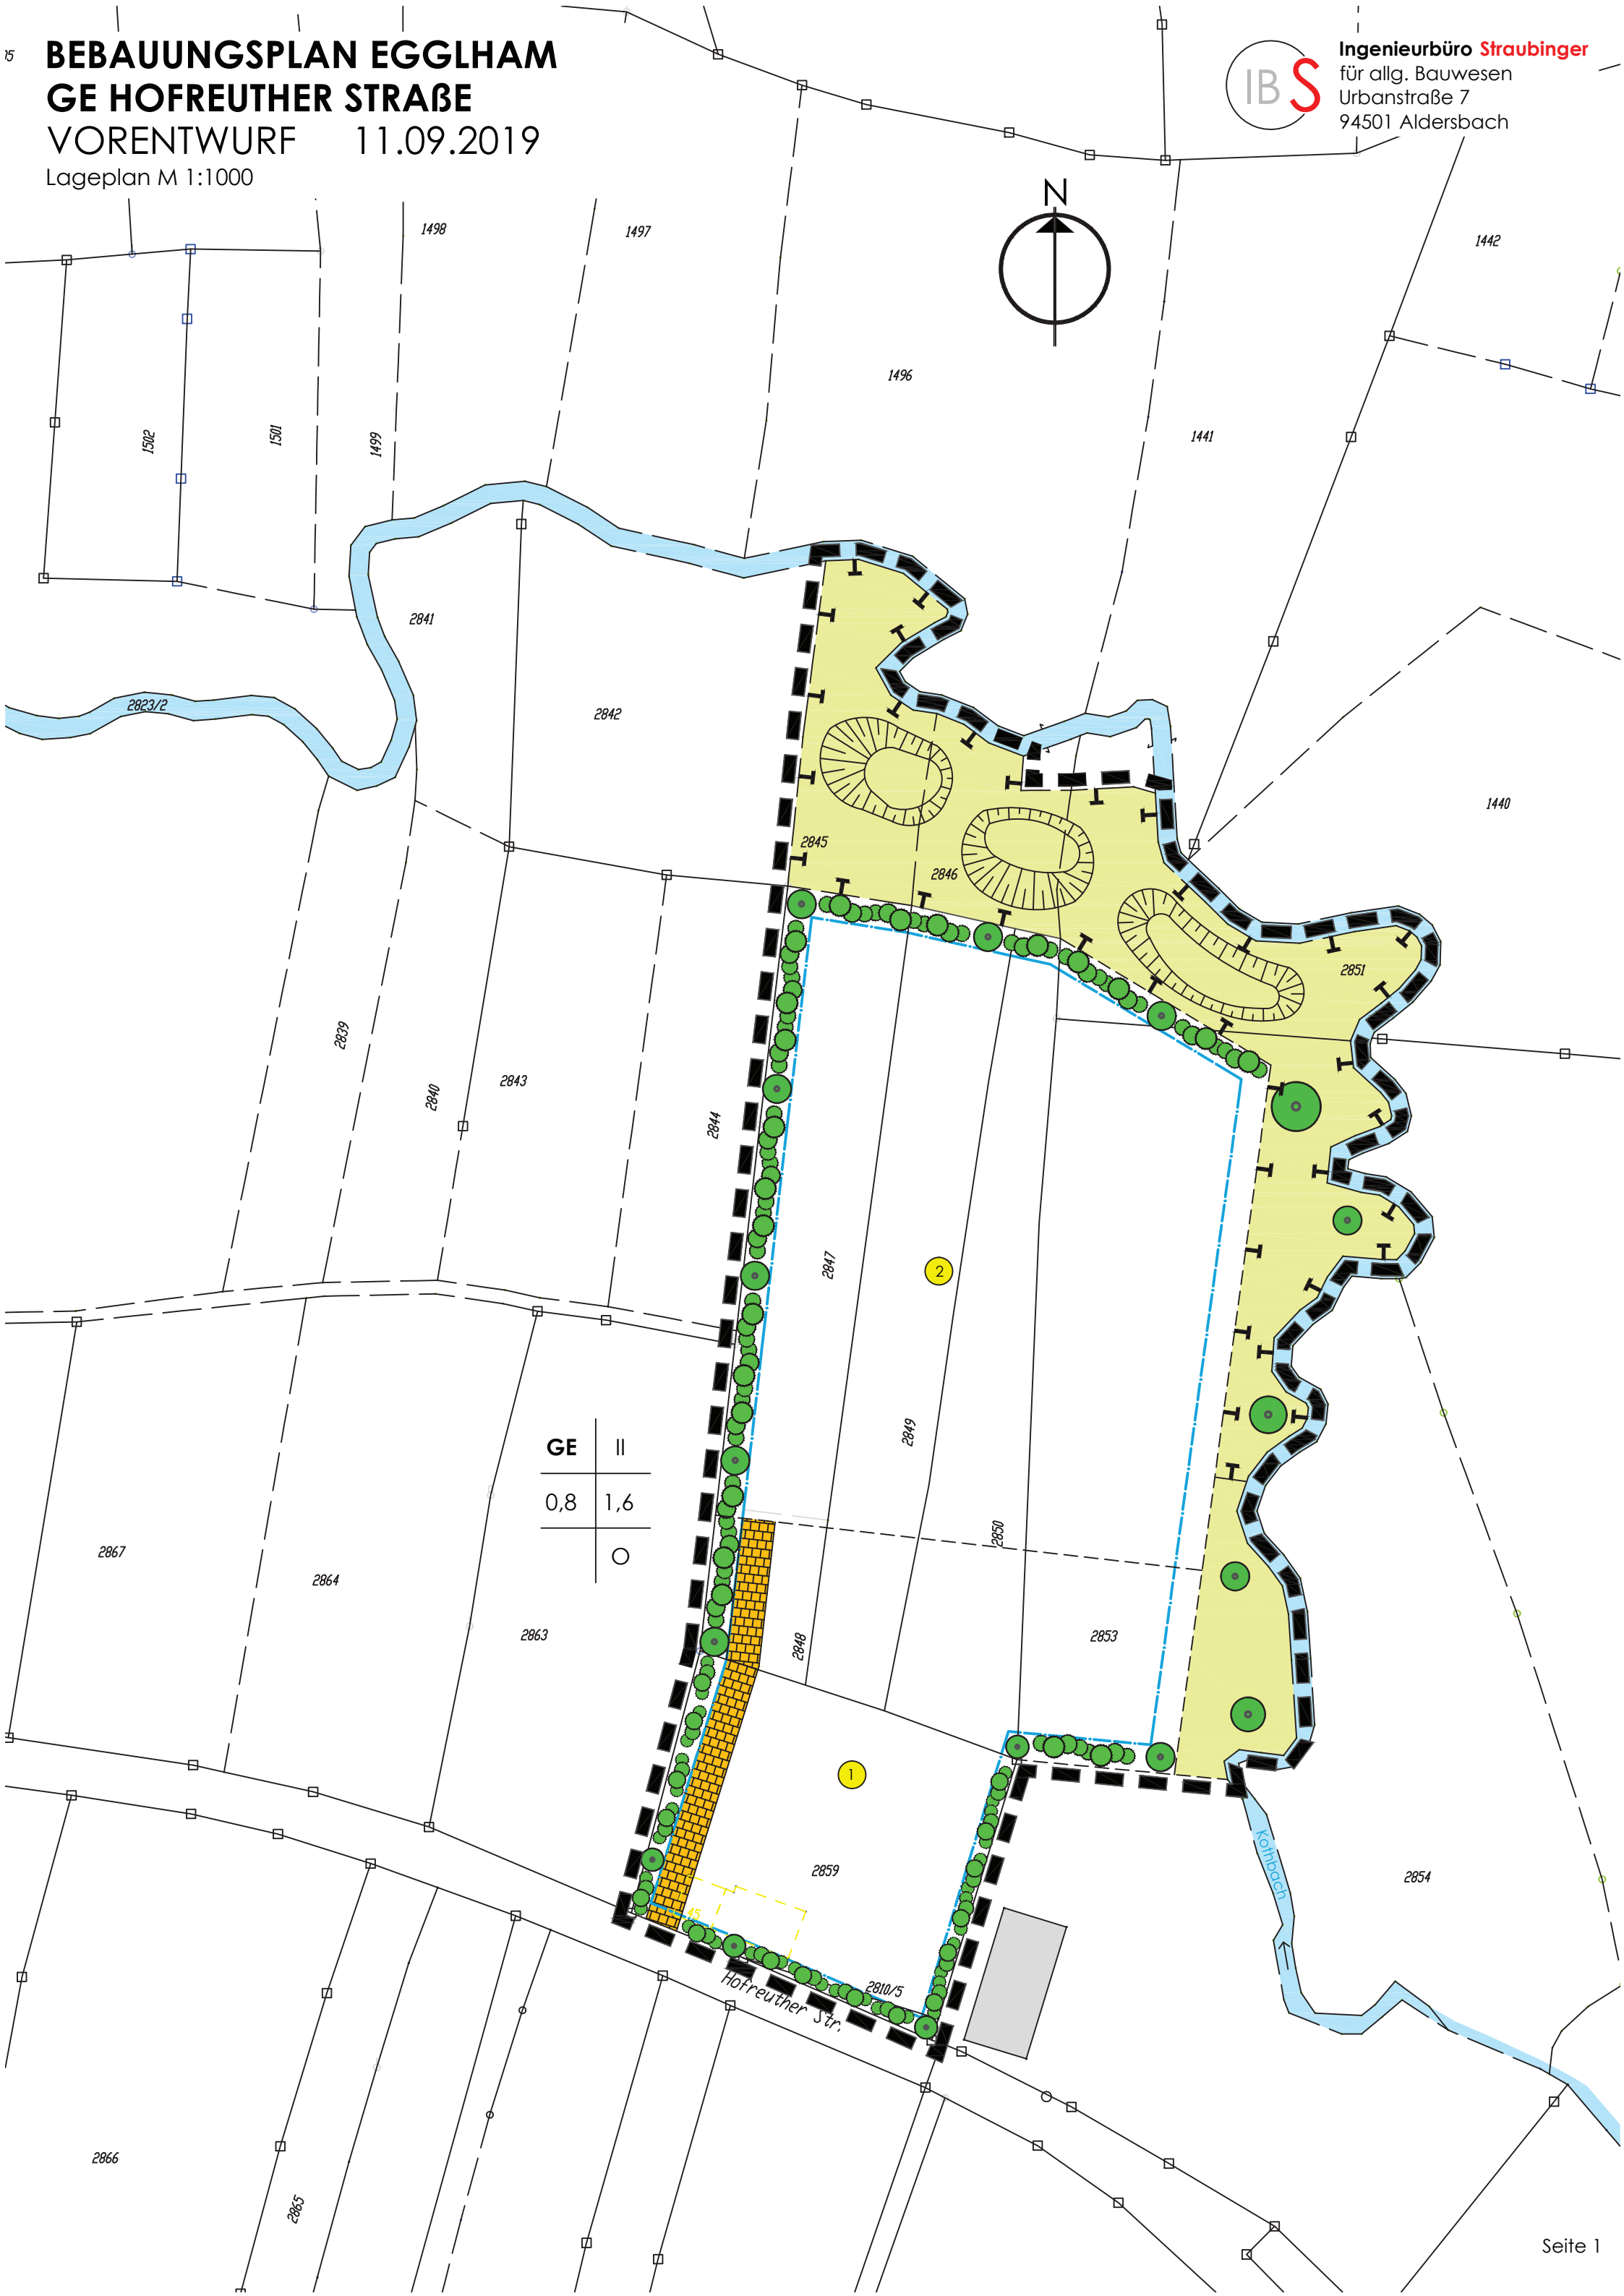 BEBAUUNGSPLAN EGGLHAM
GE HOFREUTHER STRAßE
VORENTWURF 11.09.2019
Lageplan M 1:1000
IBS
Ingenieurbüro Straubinger
für allg. Bauwesen
Urbanstraße 7
94501 Aldersbach
N
1498
1497
1442
1496
1502
1501
1499
1441
2841
2823/2
2842
1440
2845
2846
2851
2839
2840
2843
2844
2847
2
2849
GE II
0,8 1,6
2850
2867
2864
2863
2848
2853
1
2859
Kothbach
2854
45
2810/5
Hofreuther Str.
2866
2865
Seite 1